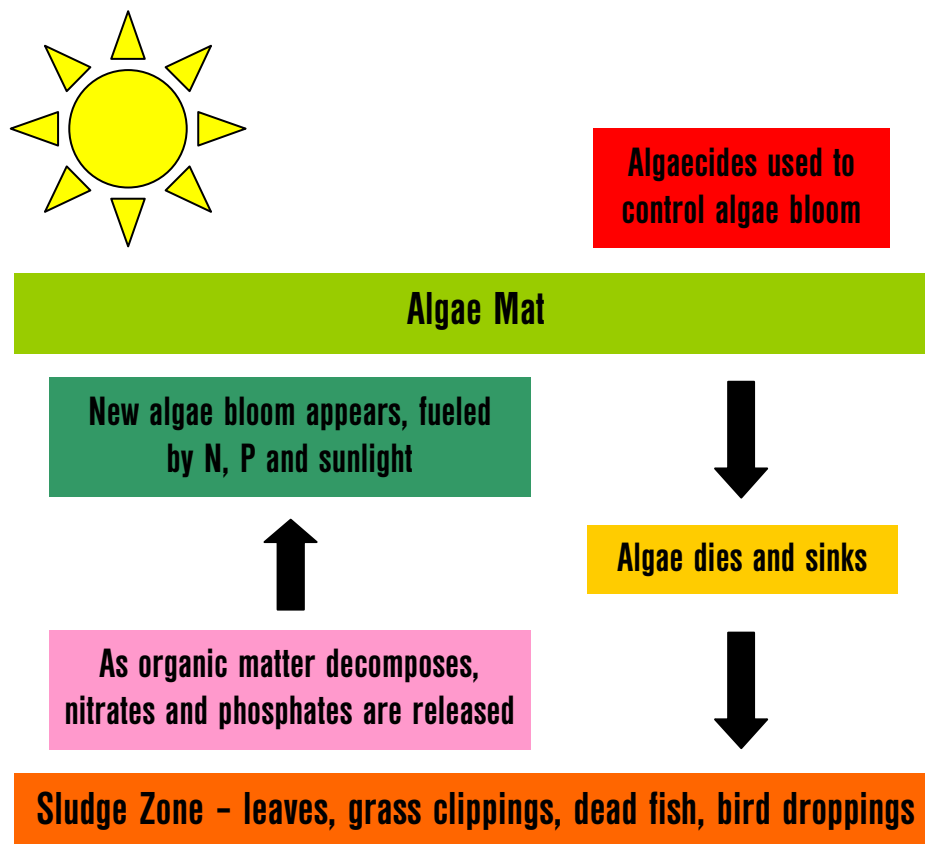 Algaecides used to
control algae bloom
Algae Mat
New algae bloom appears, fueled
by N, P and sunlight
Algae dies and sinks
As organic matter decomposes,
nitrates and phosphates are released
Sludge Zone – leaves, grass clippings, dead fish, bird droppings